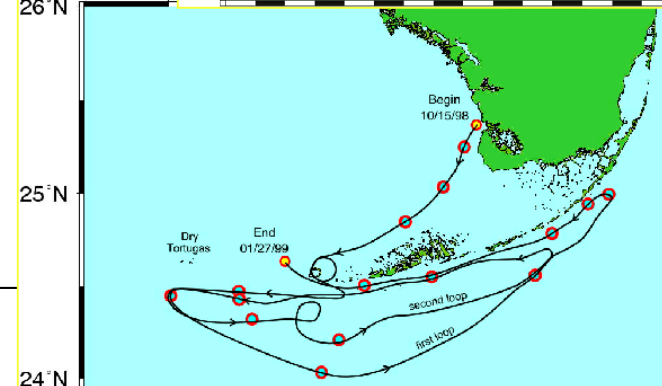 26°N
Begin
10/15/98
25°N
Dry
Tortugas
End
01/27/99
second loop
first loop
24°N